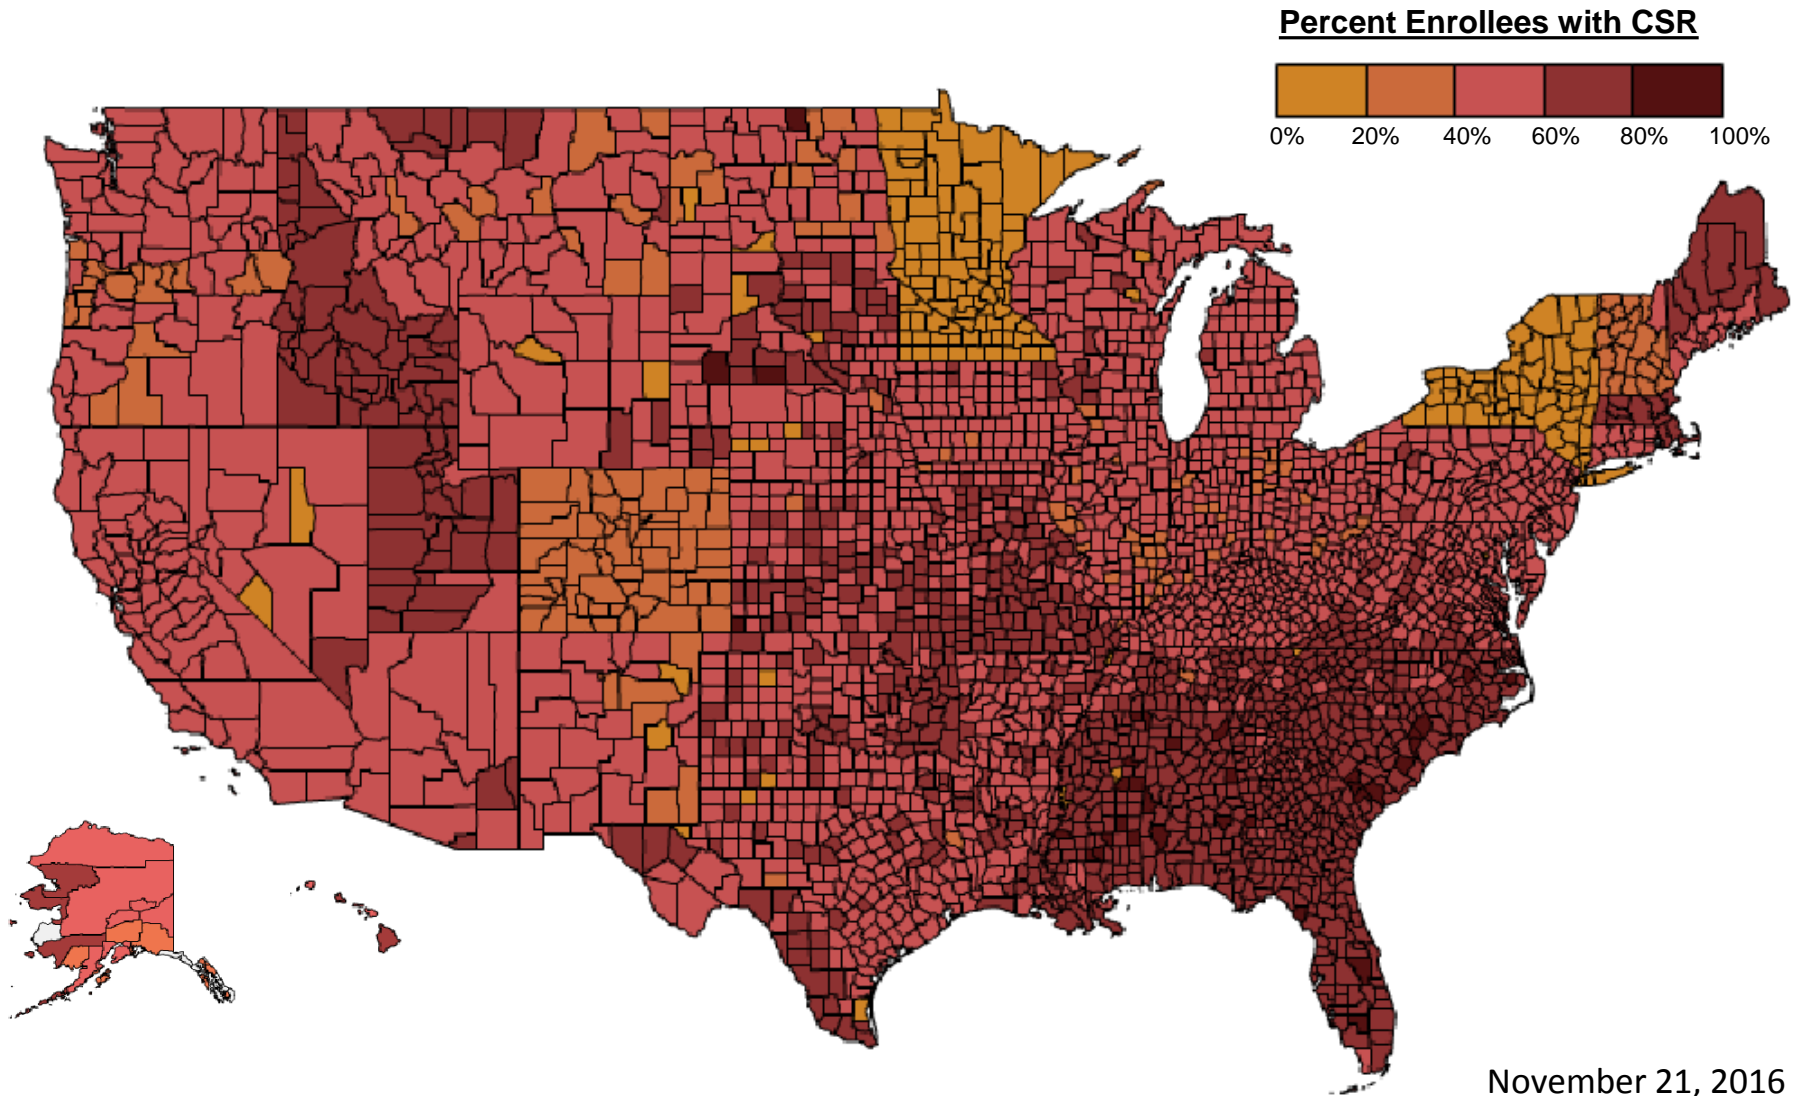 Percent Enrollees with CSR
0% 20% 40% 60% 80% 100%
November 21, 2016